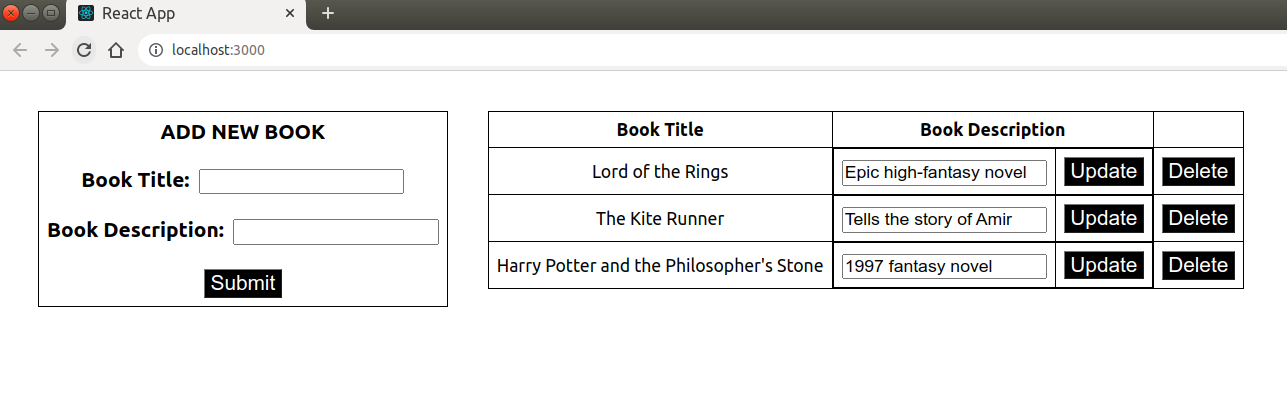 React App
localhost:3000
ADD NEW BOOK
Book Title:
Book Description:
Submit
Book Title Book Description
Lord of the Rings Epic high-fantasy novel Update Delete
The Kite Runner Tells the story of Amir Update Delete
Harry Potter and the Philosopher's Stone 1997 fantasy novel Update Delete